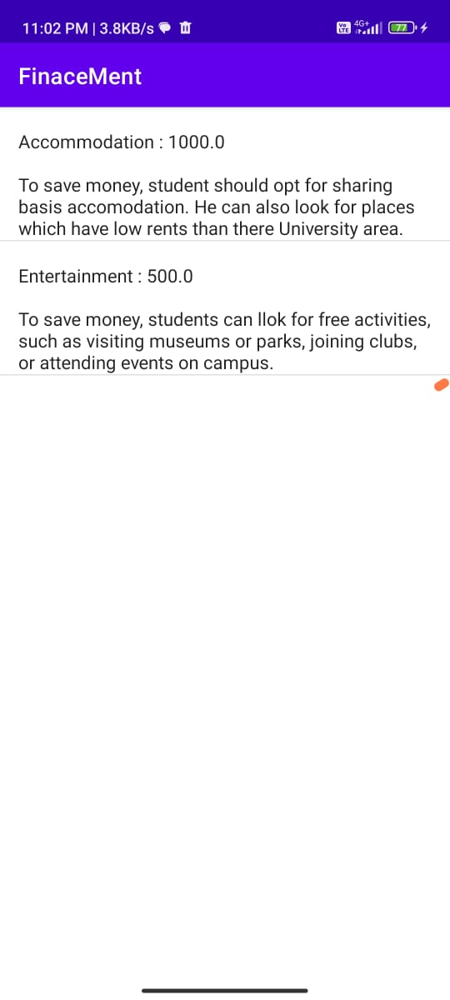 11:02 PM | 3.8KB/s
Vo LTE 4G+ 77
FinaceMent
Accommodation : 1000.0
To save money, student should opt for sharing
basis accomodation. He can also look for places
which have low rents than there University area.
Entertainment : 500.0
To save money, students can llok for free activities,
such as visiting museums or parks, joining clubs,
or attending events on campus.